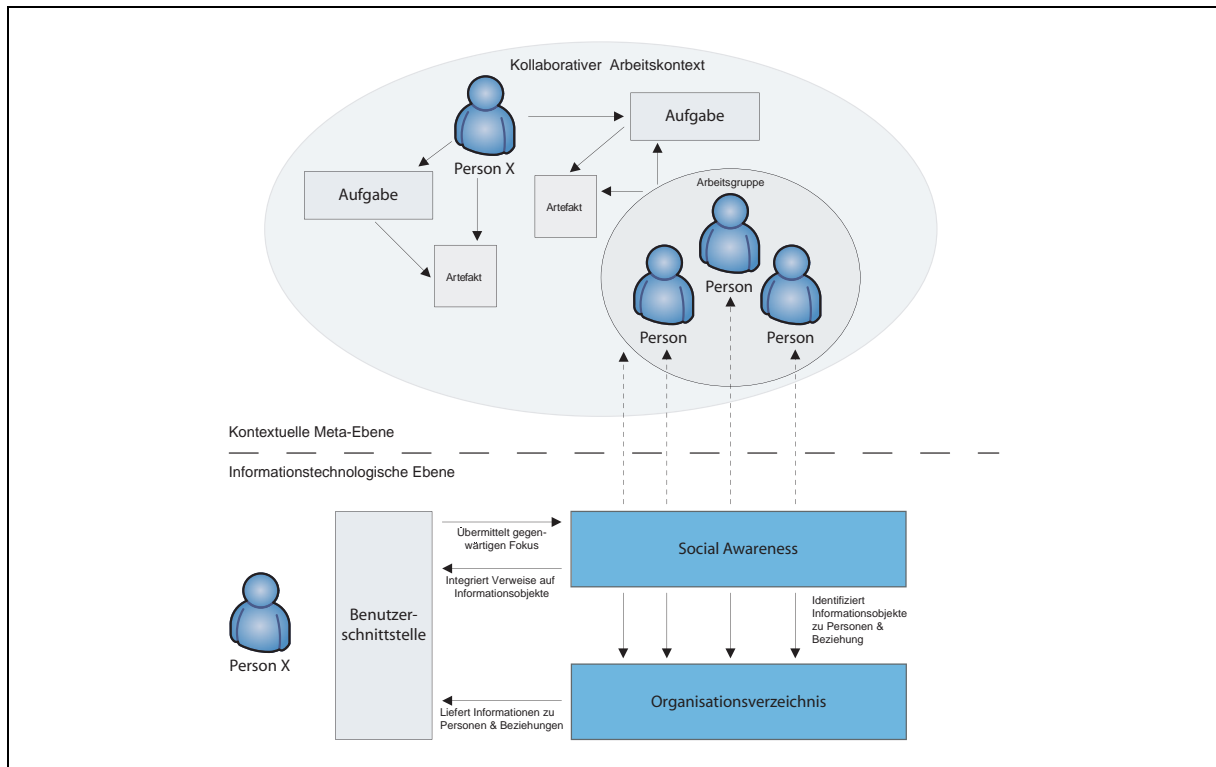 Kollaborativer Arbeitskontext
Aufgabe
Person X
Aufgabe
Arbeitsgruppe
Artefakt
Artefakt
Person
Person
Person
Kontextuelle Meta-Ebene
Informationstechnologische Ebene
Übermittelt gegen-
wärtigen Fokus
Social Awareness
Integriert Verweise auf
Informationsobjekte
Identifiziert
Informationsobjekte
zu Personen &
Beziehung
Benutzer-
schnittstelle
Person X
Organisationsverzeichnis
Liefert Informationen zu
Personen & Beziehungen